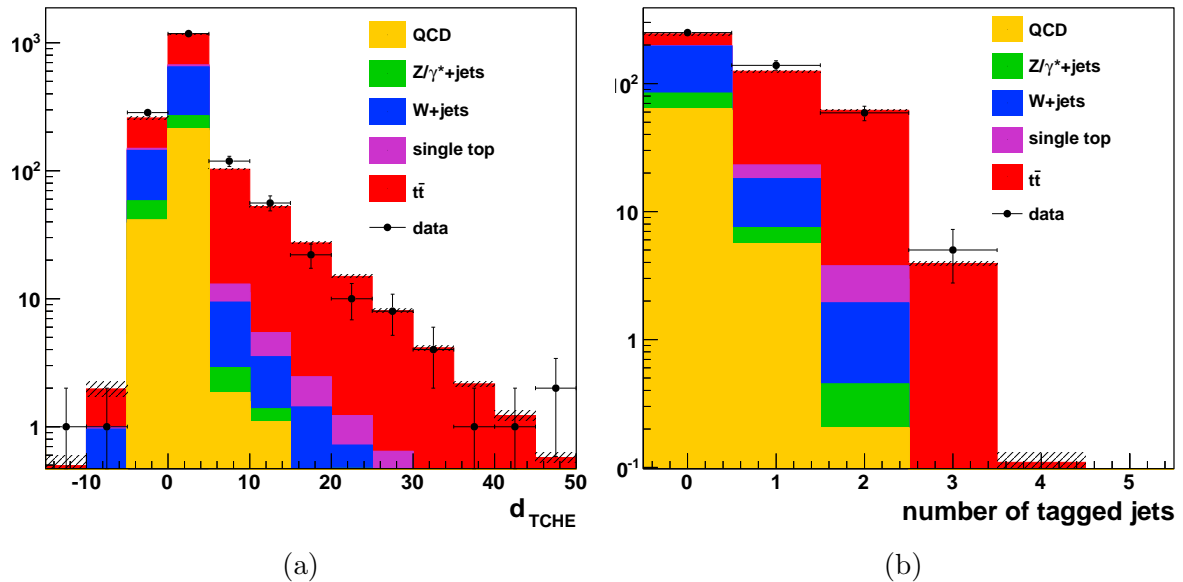 10³
10²
10
1
-10 0 10 20 30 40 50
d TCHE
QCD
Z/γ*+jets
W+jets
single top
tt̄
data
(a)
10²
10
1
10⁻¹
0 1 2 3 4 5
number of tagged jets
QCD
Z/γ*+jets
W+jets
single top
tt̄
data
(b)